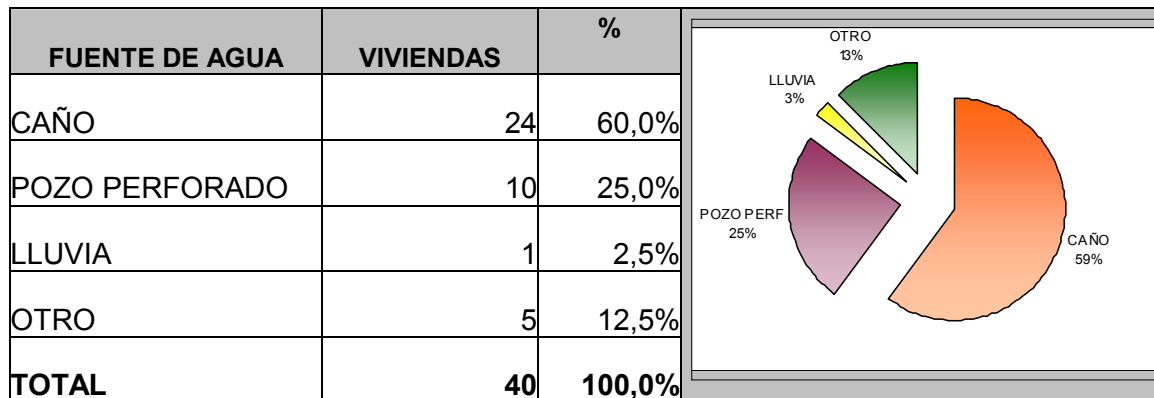 FUENTE DE AGUA VIVIENDAS %
CAÑO 24 60,0%
POZO PERFORADO 10 25,0%
LLUVIA 1 2,5%
OTRO 5 12,5%
TOTAL 40 100,0%
OTRO
13%
LLUVIA
3%
POZO PERF
25%
CAÑO
59%